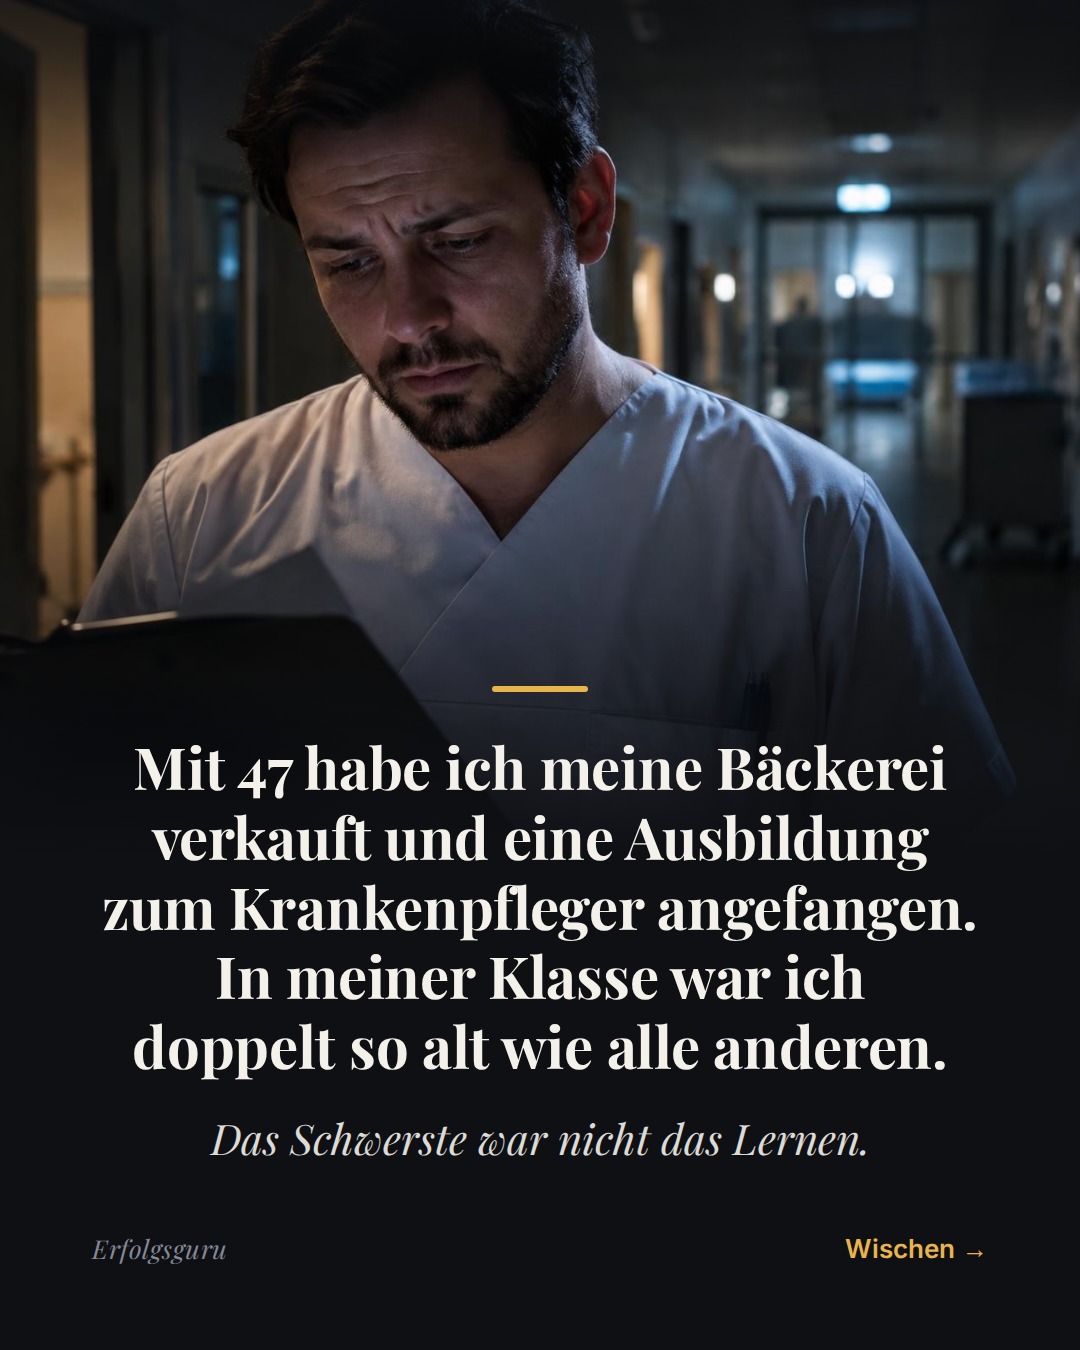 Mit 47 habe ich meine Bäckerei
verkauft und eine Ausbildung
zum Krankenpfleger angefangen.
In meiner Klasse war ich
doppelt so alt wie alle anderen.
Das Schwerste war nicht das Lernen.
Erfolgsguru
Wischen →